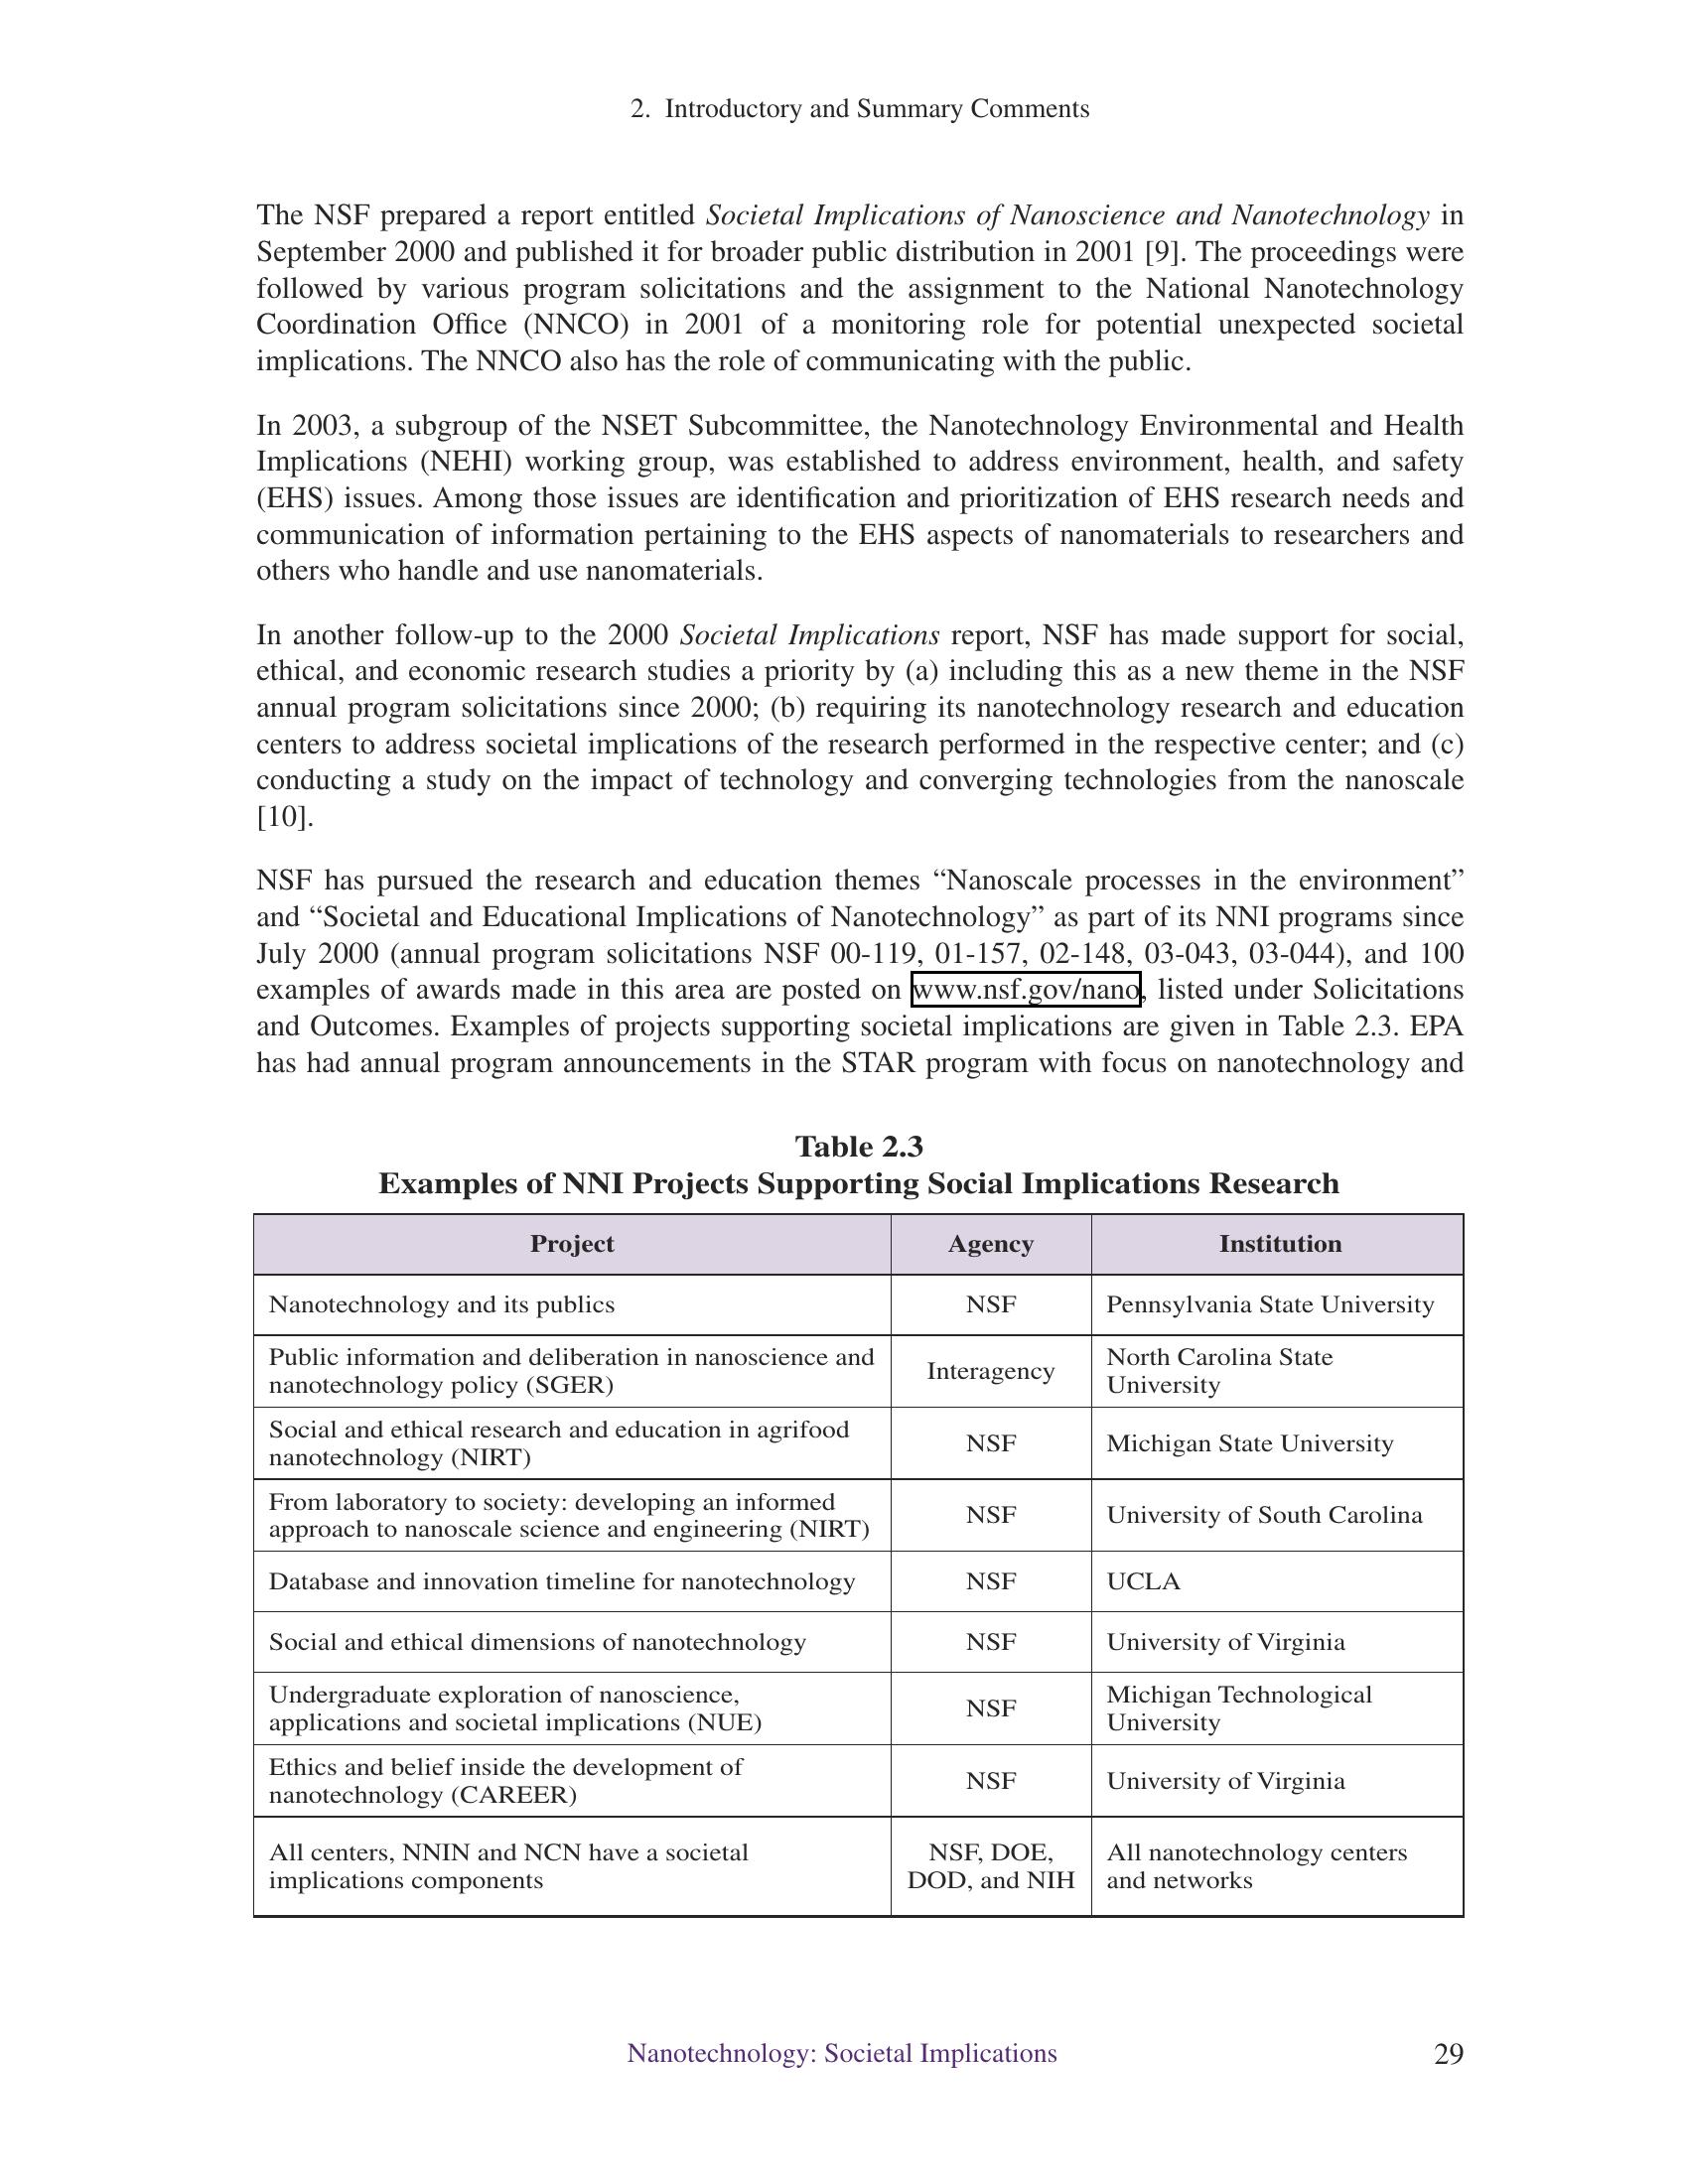 2. Introductory and Summary Comments
The NSF prepared a report entitled Societal Implications of Nanoscience and Nanotechnology in
September 2000 and published it for broader public distribution in 2001 [9]. The proceedings were
followed by various program solicitations and the assignment to the National Nanotechnology
Coordination Office (NNCO) in 2001 of a monitoring role for potential unexpected societal
implications. The NNCO also has the role of communicating with the public.
In 2003, a subgroup of the NSET Subcommittee, the Nanotechnology Environmental and Health
Implications (NEHI) working group, was established to address environment, health, and safety
(EHS) issues. Among those issues are identification and prioritization of EHS research needs and
communication of information pertaining to the EHS aspects of nanomaterials to researchers and
others who handle and use nanomaterials.
In another follow-up to the 2000 Societal Implications report, NSF has made support for social,
ethical, and economic research studies a priority by (a) including this as a new theme in the NSF
annual program solicitations since 2000; (b) requiring its nanotechnology research and education
centers to address societal implications of the research performed in the respective center; and (c)
conducting a study on the impact of technology and converging technologies from the nanoscale
[10].
NSF has pursued the research and education themes “Nanoscale processes in the environment”
and “Societal and Educational Implications of Nanotechnology” as part of its NNI programs since
July 2000 (annual program solicitations NSF 00-119, 01-157, 02-148, 03-043, 03-044), and 100
examples of awards made in this area are posted on www.nsf.gov/nano, listed under Solicitations
and Outcomes. Examples of projects supporting societal implications are given in Table 2.3. EPA
has had annual program announcements in the STAR program with focus on nanotechnology and
Table 2.3
Examples of NNI Projects Supporting Social Implications Research
Project Agency Institution
Nanotechnology and its publics NSF Pennsylvania State University
Public information and deliberation in nanoscience and
nanotechnology policy (SGER)
Interagency
North Carolina State
University
Social and ethical research and education in agrifood
nanotechnology (NIRT)
NSF
Michigan State University
From laboratory to society: developing an informed
approach to nanoscale science and engineering (NIRT)
NSF
University of South Carolina
Database and innovation timeline for nanotechnology NSF UCLA
Social and ethical dimensions of nanotechnology NSF University of Virginia
Undergraduate exploration of nanoscience,
applications and societal implications (NUE)
NSF
Michigan Technological
University
Ethics and belief inside the development of
nanotechnology (CAREER)
NSF
University of Virginia
All centers, NNIN and NCN have a societal
implications components
NSF, DOE,
DOD, and NIH
All nanotechnology centers
and networks
Nanotechnology: Societal Implications 29